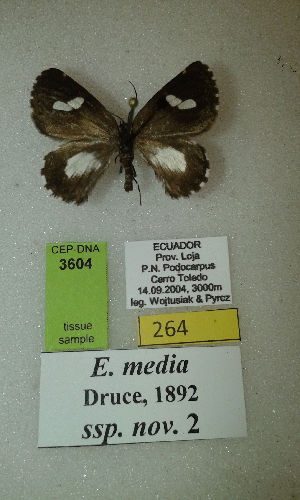 CEP-DNA
3604
tissue
sample
ECUADOR
Prov. Loja
P.N. Podocarpus
Cerro Toledo
14.09.2004, 3000m
leg. Wojtusiak & Pyrcz
264
E. media
Druce, 1892
ssp. nov. 2